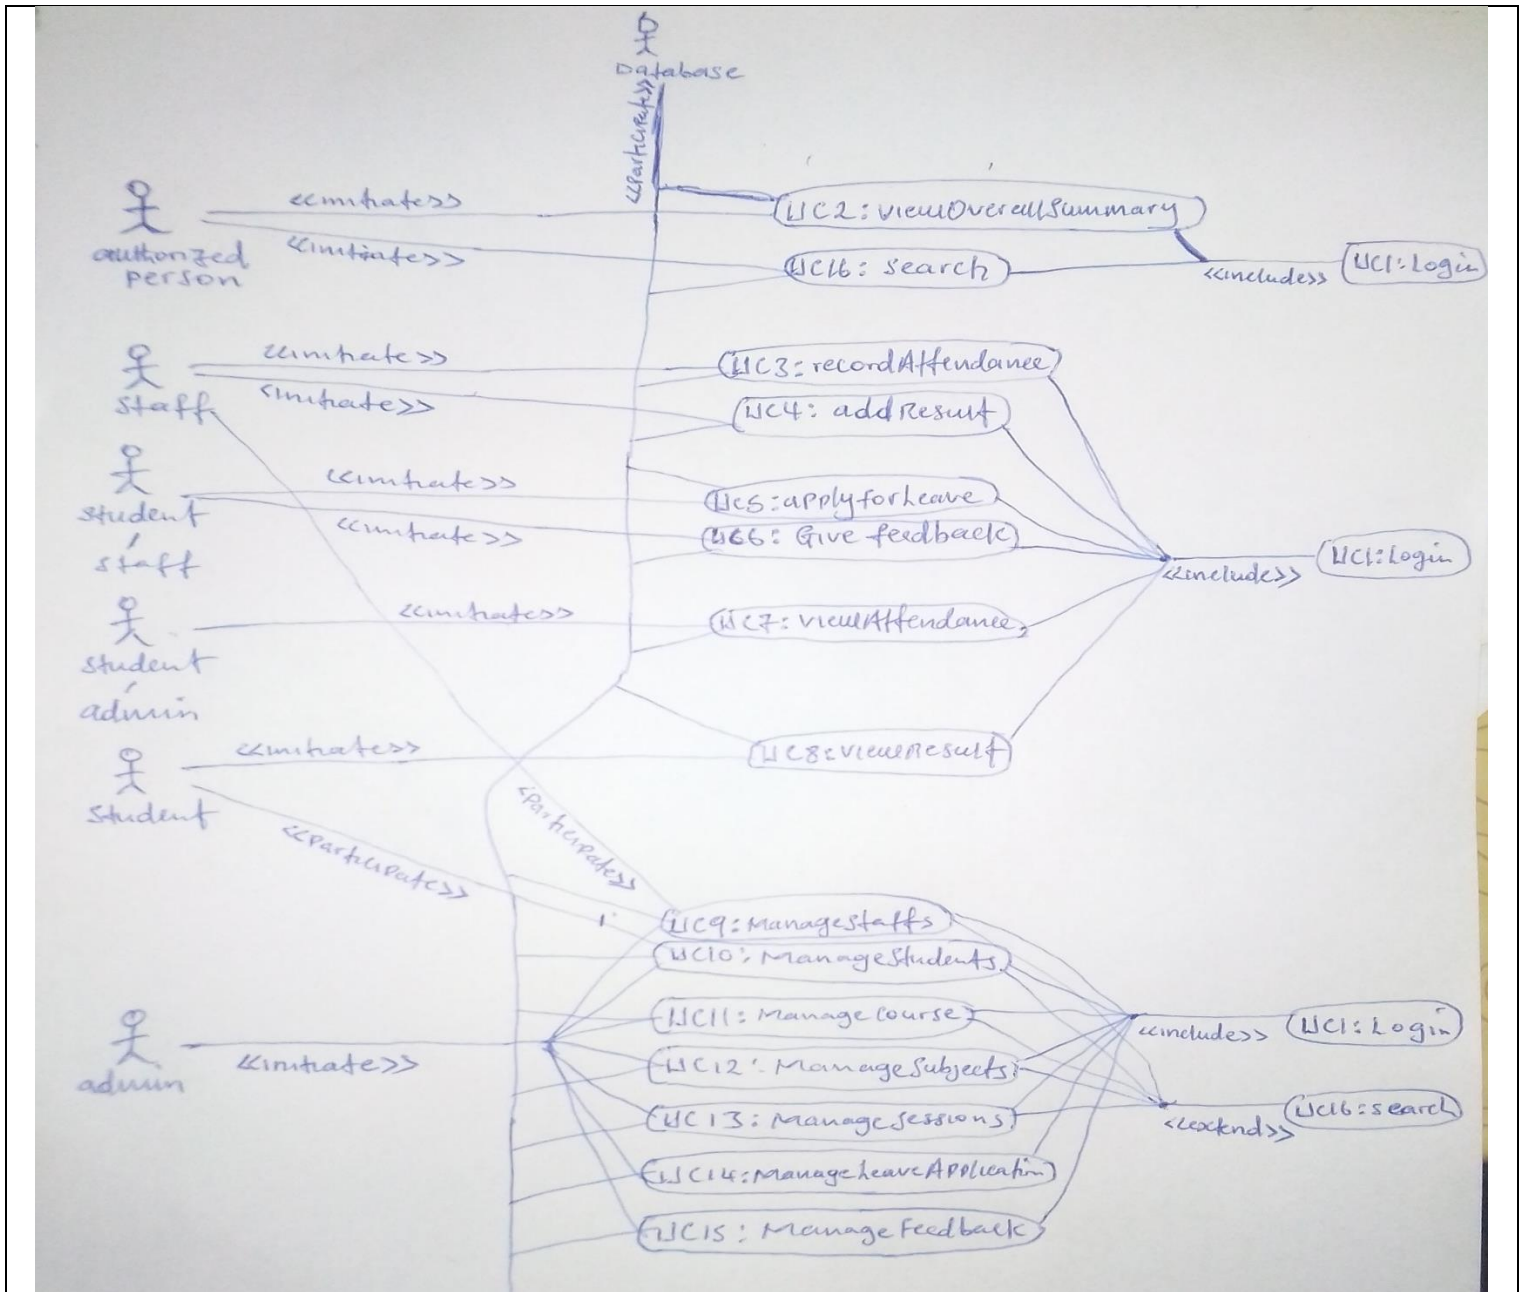 Database
<<Participate>>
<<initiate>>
UC2: viewOverallSummary
authorized
person
<<initiate>>
UC16: search
<<include>>
UC1: Login
<<initiate>>
UC3: recordAttendance
staff
<<initiate>>
UC4: addResult
<<initiate>>
UC5: applyforLeave
student
/
staff
<<initiate>>
UC6: Give feedback
<<include>>
UC1: Login
<<initiate>>
UC7: viewAttendance
student
/
admin
<<initiate>>
UC8: viewResult
student
<<Participate>>
<Participate>>
UC9: ManageStaffs
UC10: ManageStudents
UC11: Manage Course
<<include>>
UC1: Login
<<initiate>>
admin
UC12: ManageSubjects
UC13: ManageSessions
<<extend>>
UC16: search
UC14: ManageLeaveApplication
UC15: ManageFeedback